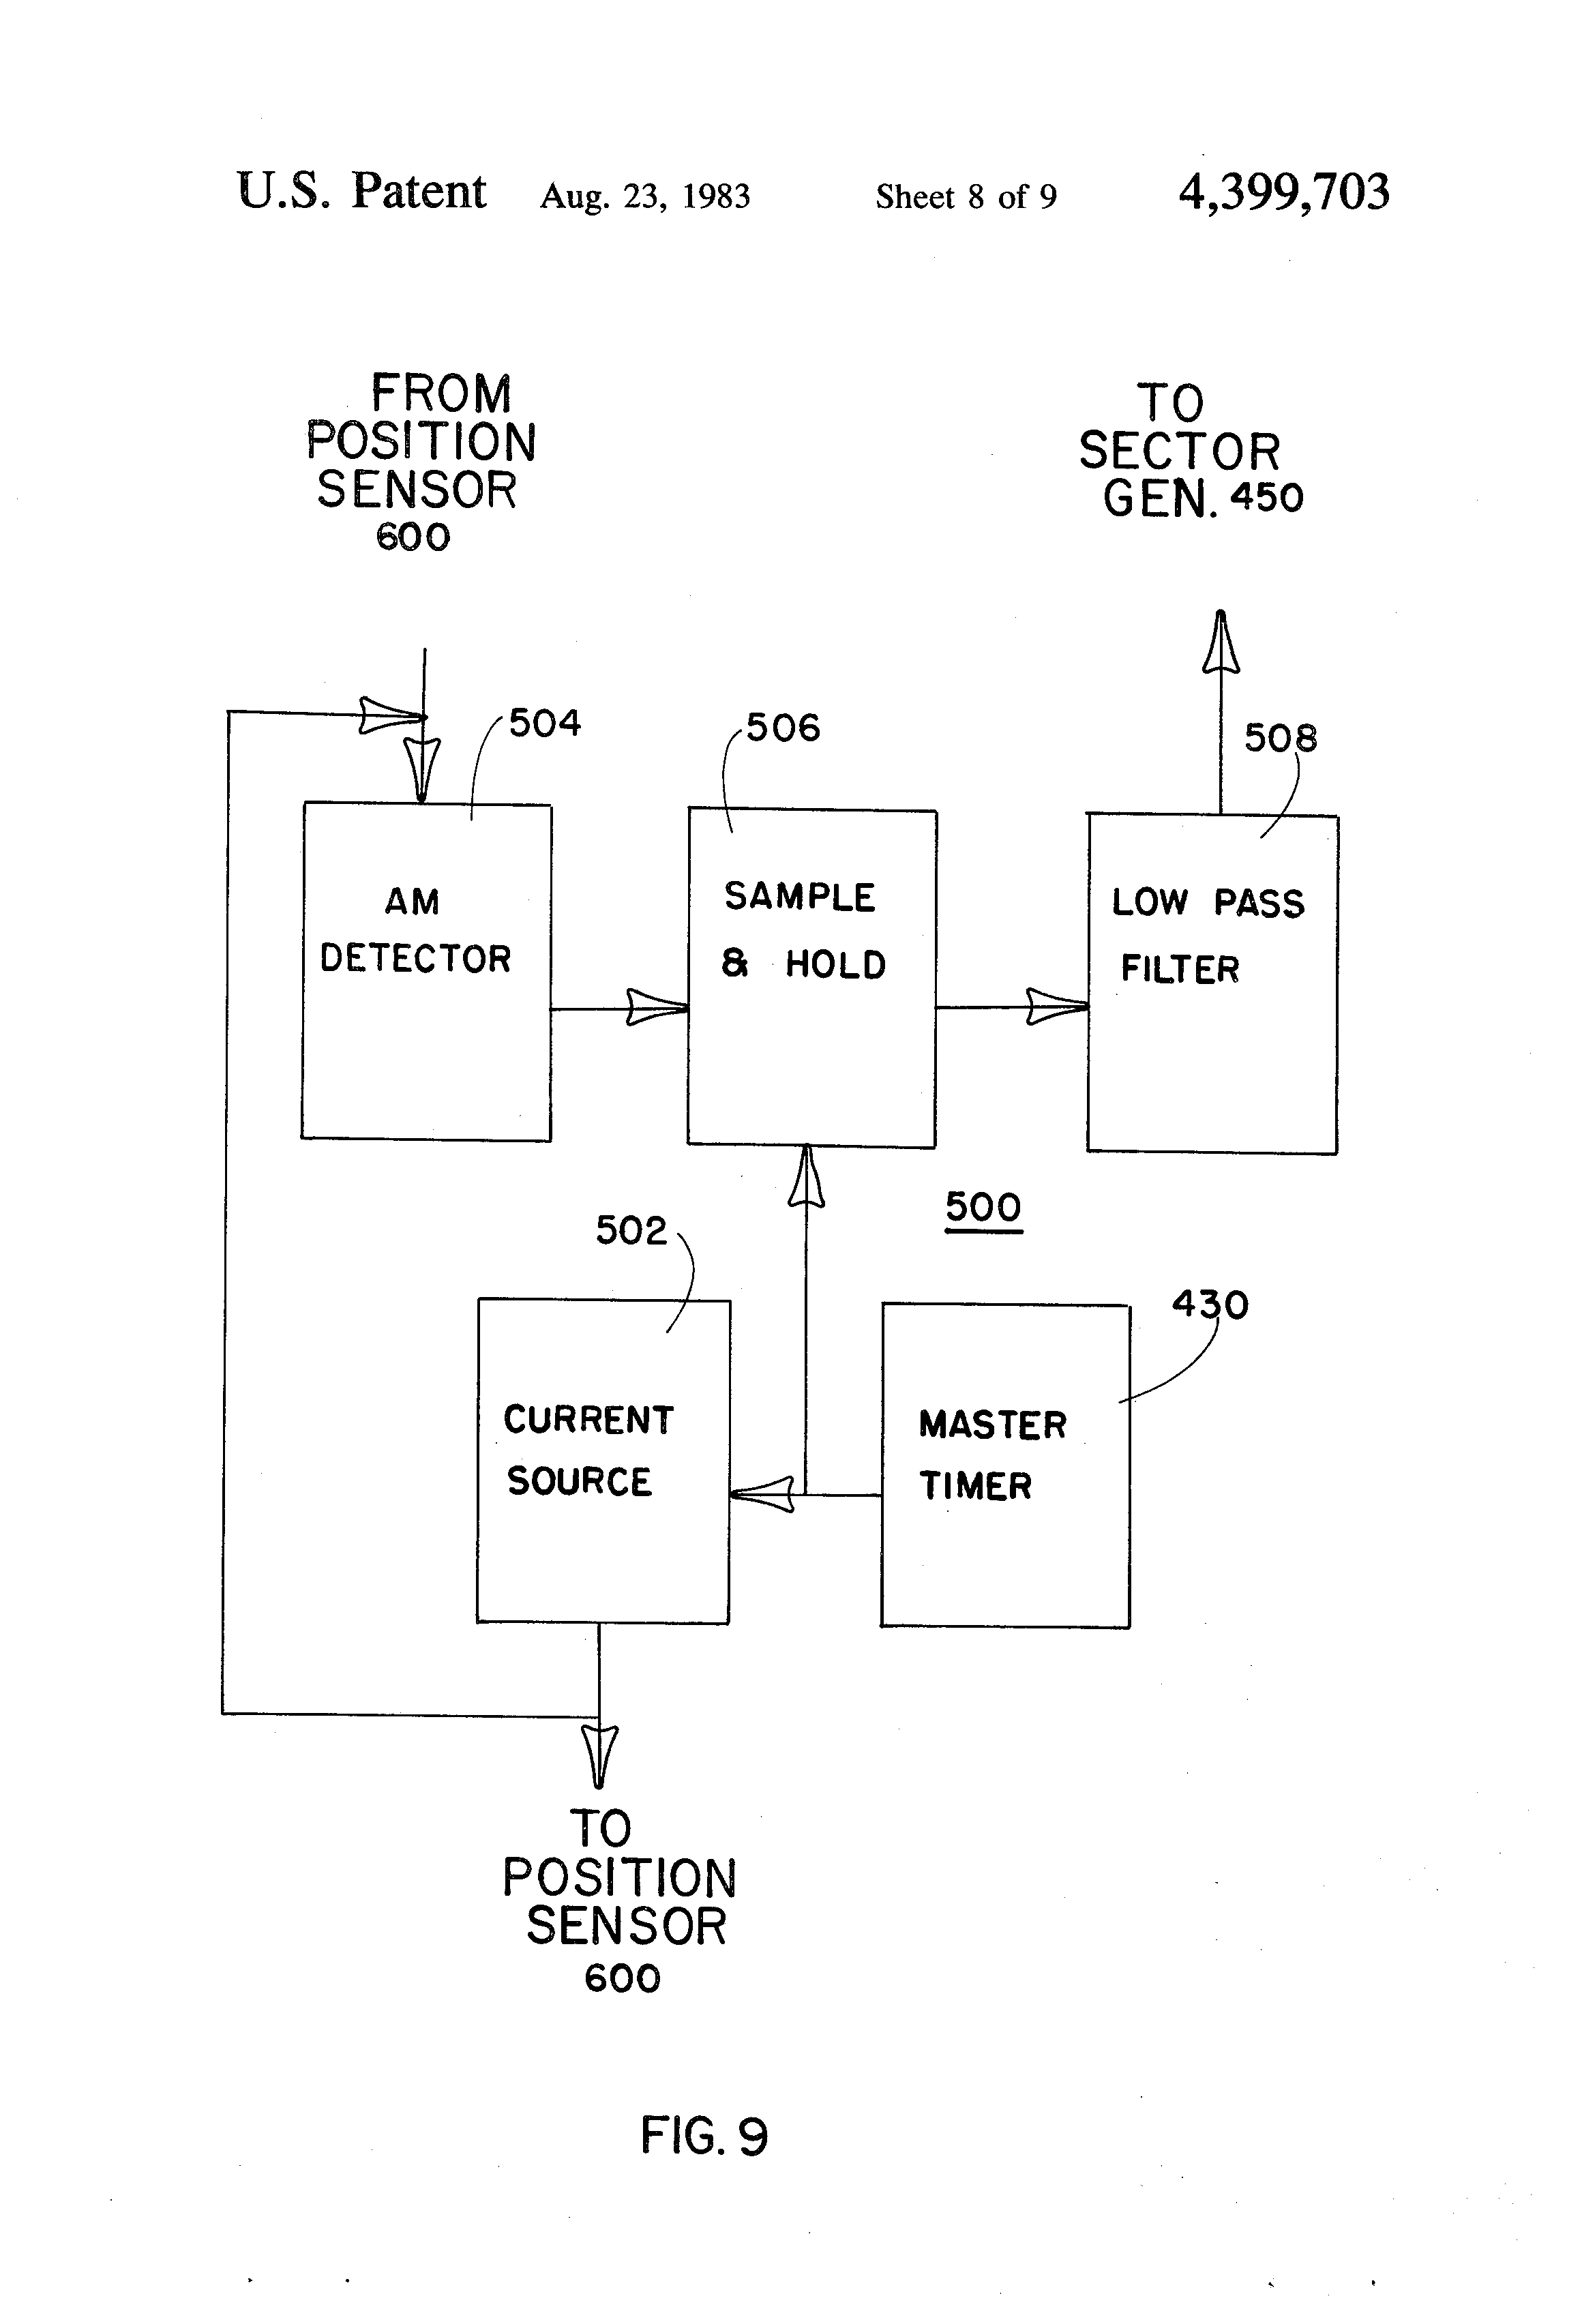 U.S. Patent Aug. 23, 1983 Sheet 8 of 9 4,399,703
FROM
POSITION
SENSOR
600
TO
SECTOR
GEN. 450
504
506
508
AM
DETECTOR
SAMPLE
& HOLD
LOW PASS
FILTER
500
502
430
CURRENT
SOURCE
MASTER
TIMER
TO
POSITION
SENSOR
600
FIG. 9